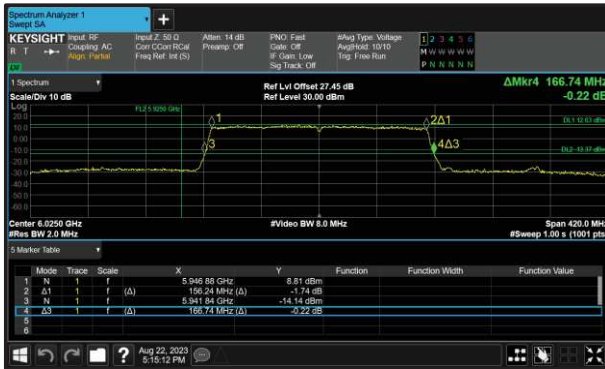 Spectrum Analyzer 1
Swept SA
KEYSIGHT
R T
Input: RF
Coupling: AC
Align: Partial
Input Z: 50 Ω
Corr CCorr RCal
Freq Ref: Int (S)
Atten: 14 dB
Preamp: Off
PNO: Fast
Gate: Off
IF Gain: Low
Sig Track: Off
#Avg Type: Voltage
Avg|Hold: 10/10
Trig: Free Run
1 2 3 4 5 6
M W W W W W
P N N N N N
1 Spectrum
Scale/Div 10 dB
Ref Lvl Offset 27.45 dB
Ref Level 30.00 dBm
ΔMkr4 166.74 MHz
-0.22 dB
Log
20.0
10.0
0.00
-10.0
-20.0
-30.0
-40.0
-50.0
-60.0
1
2Δ1
3
4Δ3
DL1 12.03 dBm
DL2 -13.97 dBm
Center 6.0250 GHz
#Res BW 2.0 MHz
#Video BW 8.0 MHz
Span 420.0 MHz
#Sweep 1.00 s (1001 pts)
5 Marker Table
Mode Trace Scale X Y Function Function Width Function Value
1 N 1 f 5.946 88 GHz 8.81 dBm
2 Δ1 1 f (Δ) 156.24 MHz (Δ) -1.74 dB
3 N 1 f 5.941 84 GHz -14.14 dBm
4 Δ3 1 f (Δ) 166.74 MHz (Δ) -0.22 dB
5
6
?
Aug 22, 2023
5:15:12 PM